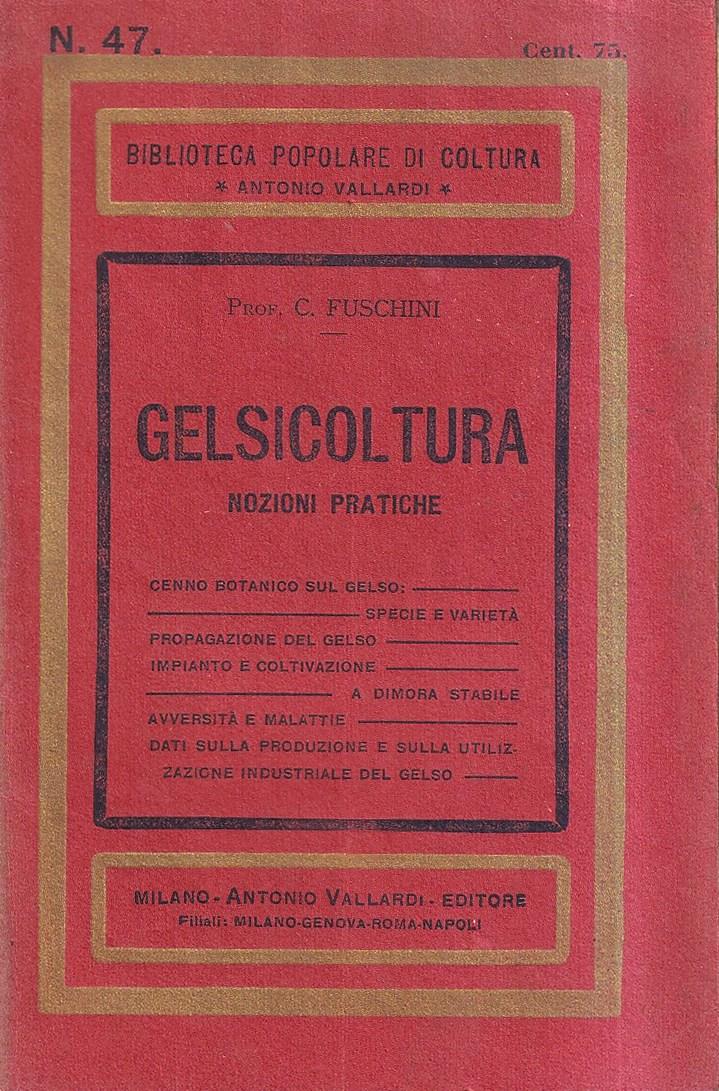 N. 47.
Cent. 75.
BIBLIOTECA POPOLARE DI COLTURA
* ANTONIO VALLARDI *
PROF. C. FUSCHINI
GELSICOLTURA
NOZIONI PRATICHE
CENNO BOTANICO SUL GELSO:
SPECIE E VARIETÀ
PROPAGAZIONE DEL GELSO
IMPIANTO E COLTIVAZIONE
A DIMORA STABILE
AVVERSITÀ E MALATTIE
DATI SULLA PRODUZIONE E SULLA UTILIZ-
ZAZIONE INDUSTRIALE DEL GELSO
MILANO - ANTONIO VALLARDI - EDITORE
Filiali: MILANO-GENOVA-ROMA-NAPOLI